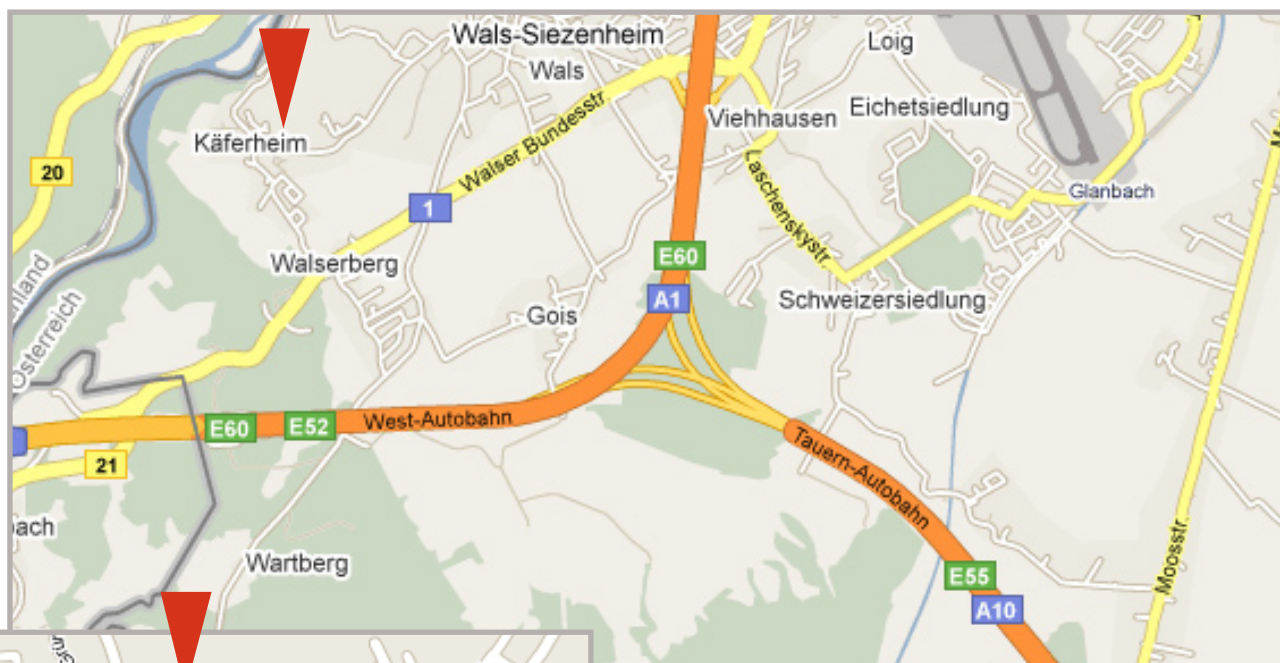 Wals-Siezenheim
Wals
Loig
Eichetsiedlung
Viehhausen
Käferheim
Walser Bundesstr.
20
1
Laschenskystr.
Glanbach
Walserberg
E60
A1
Schweizersiedlung
Gois
Österreich
E60
E52
West-Autobahn
21
Tauern-Autobahn
Wartberg
Moosstr.
E55
A10